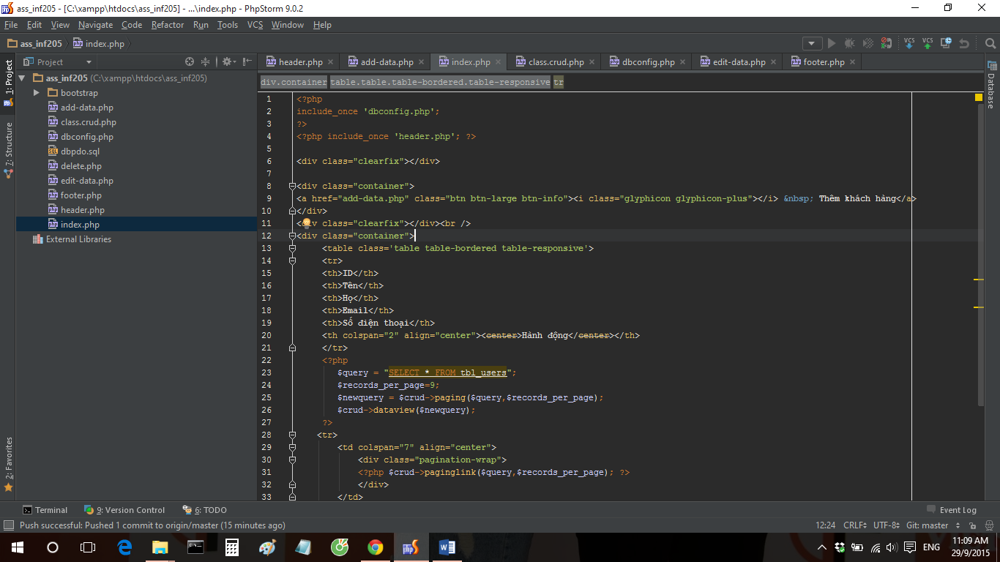 ass_inf205 - [C:\xampp\htdocs\ass_inf205] - ...\index.php - PhpStorm 9.0.2
File Edit View Navigate Code Refactor Run Tools VCS Window Help
ass_inf205 index.php
VCS VCS
Project
header.php add-data.php index.php class.crud.php dbconfig.php edit-data.php footer.php
1: Project
7: Structure
2: Favorites
Database
ass_inf205 (C:\xampp\htdocs\ass_inf205)
bootstrap
add-data.php
class.crud.php
dbconfig.php
dbpdo.sql
delete.php
edit-data.php
footer.php
header.php
index.php
External Libraries
div.container table.table.table-bordered.table-responsive tr
1 <?php
2 include_once 'dbconfig.php';
3 ?>
4 <?php include_once 'header.php'; ?>
5
6 <div class="clearfix"></div>
7
8 <div class="container">
9 <a href="add-data.php" class="btn btn-large btn-info"><i class="glyphicon glyphicon-plus"></i> &nbsp; Thêm khách hàng</a>
10 </div>
11 <div class="clearfix"></div><br />
12 <div class="container">
13 <table class='table table-bordered table-responsive'>
14 <tr>
15 <th>ID</th>
16 <th>Tên</th>
17 <th>Họ</th>
18 <th>Email</th>
19 <th>Số điện thoại</th>
20 <th colspan="2" align="center"><center>Hành động</center></th>
21 </tr>
22 <?php
23 $query = "SELECT * FROM tbl_users";
24 $records_per_page=9;
25 $newquery = $crud->paging($query,$records_per_page);
26 $crud->dataview($newquery);
27 ?>
28 <tr>
29 <td colspan="7" align="center">
30 <div class="pagination-wrap">
31 <?php $crud->paginglink($query,$records_per_page); ?>
32 </div>
33 </td>
Terminal 9: Version Control 6: TODO Event Log
Push successful: Pushed 1 commit to origin/master (15 minutes ago) 12:24 CRLF UTF-8 Git: master
ENG
11:09 AM
29/9/2015